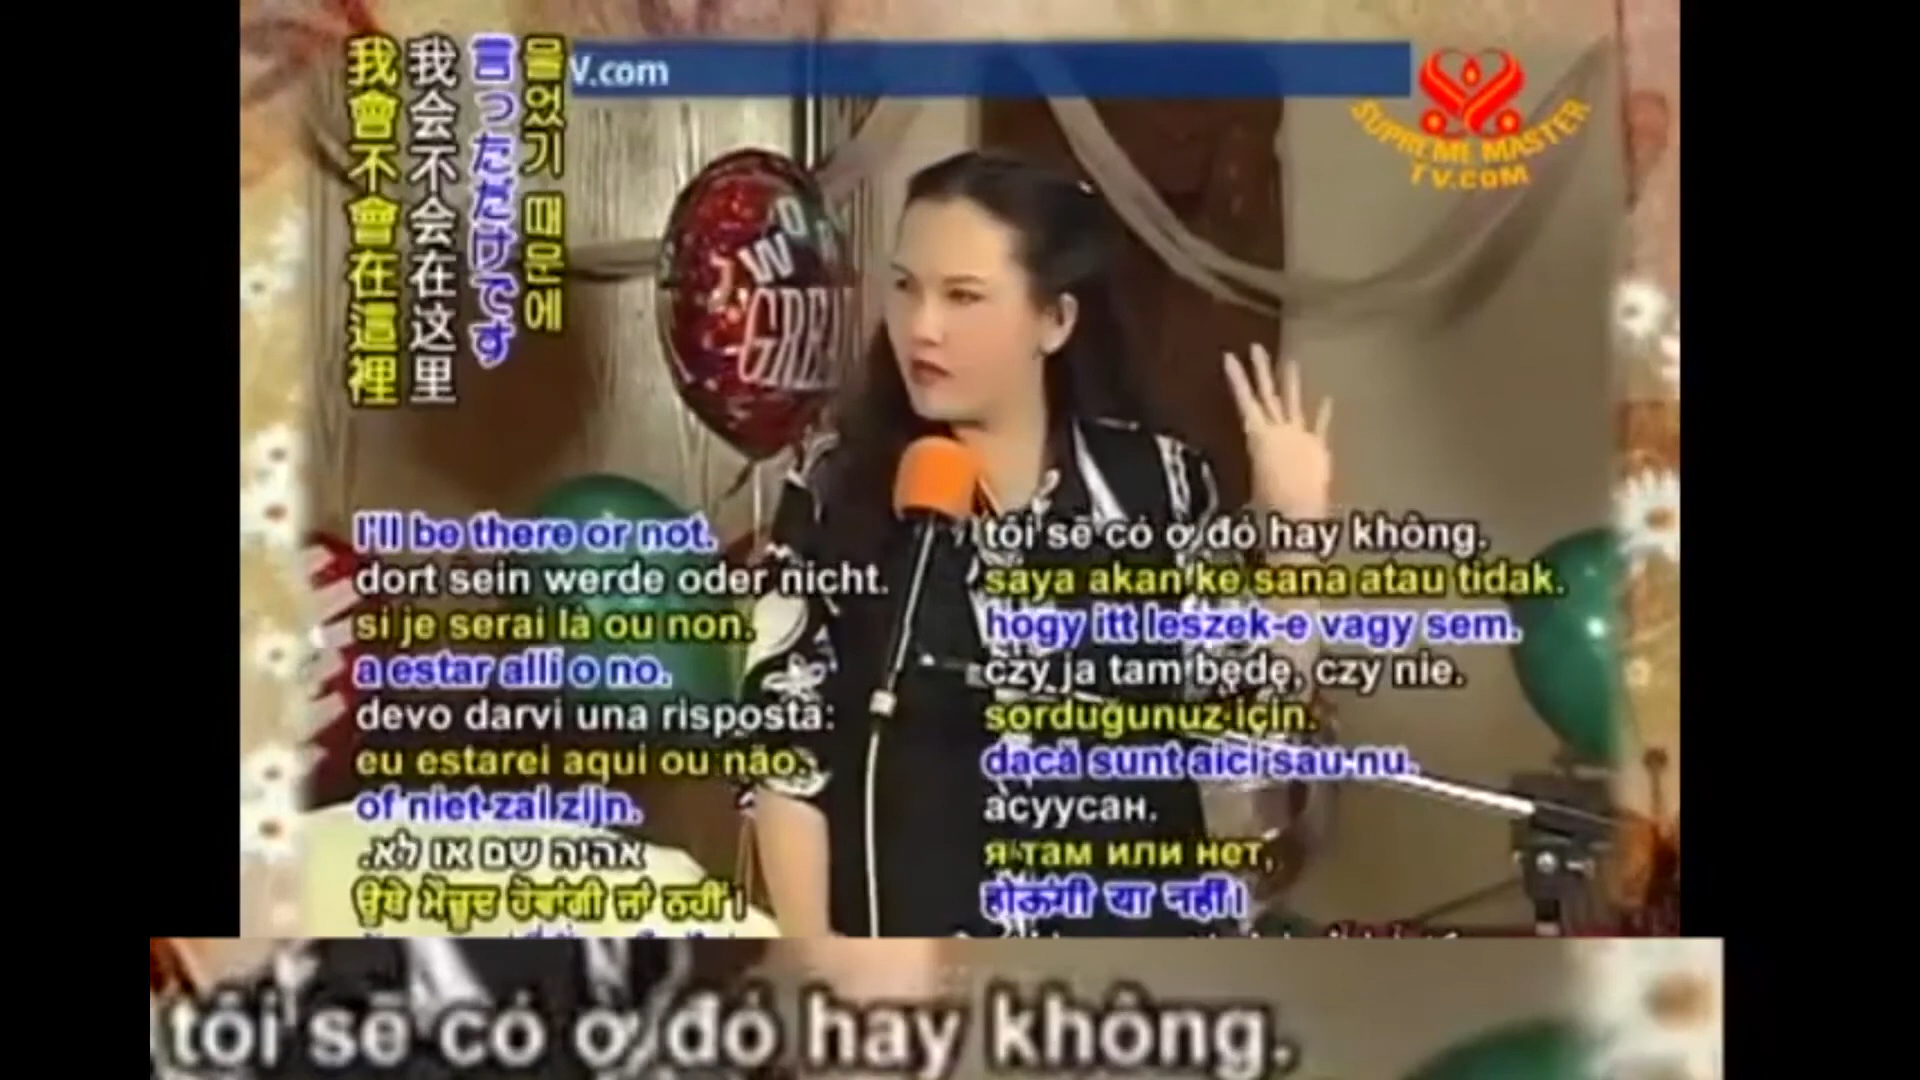 我會不會在這裡
我会不会在这里
言っただけです
물었기 때문에
V.com
SUPREME MASTER
TV.COM
WOW
GREA
I'll be there or not.
dort sein werde oder nicht.
si je serai là ou non.
a estar allí o no.
devo darvi una risposta:
eu estarei aqui ou não.
of niet zal zijn.
אהיה שם או לא.
ਉਥੇ ਮੌਜੂਦ ਹੋਵਾਂਗੀ ਜਾਂ ਨਹੀਂ।
tôi sẽ có ở đó hay không.
saya akan ke sana atau tidak.
hogy itt leszek-e vagy sem.
czy ja tam będę, czy nie.
sorduğunuz için.
dacă sunt aici sau nu.
асуусан.
я там или нет,
होऊंगी या नहीं।
tôi sẽ có ở đó hay không.